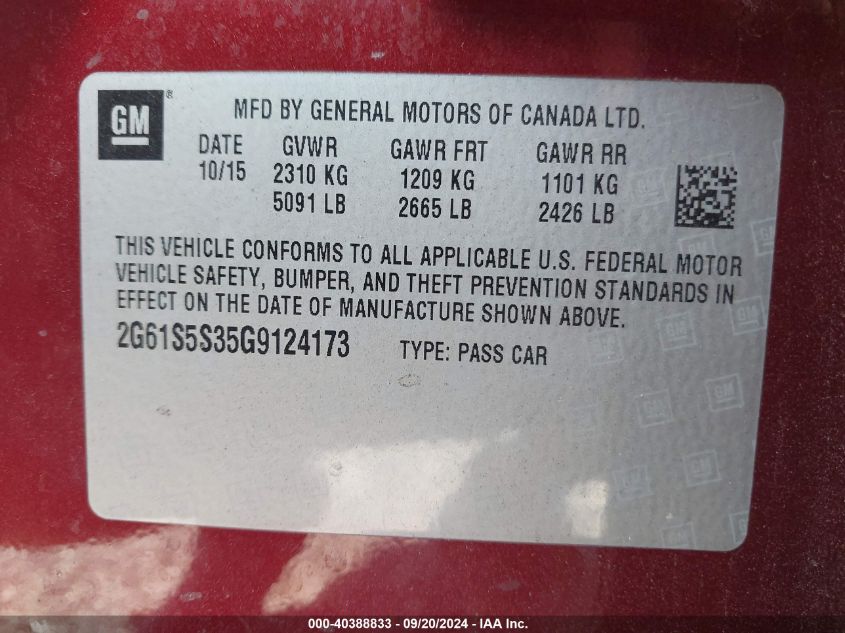 GM ® MFD BY GENERAL MOTORS OF CANADA LTD.
DATE GVWR GAWR FRT GAWR RR
10/15 2310 KG 1209 KG 1101 KG
5091 LB 2665 LB 2426 LB
THIS VEHICLE CONFORMS TO ALL APPLICABLE U.S. FEDERAL MOTOR
VEHICLE SAFETY, BUMPER, AND THEFT PREVENTION STANDARDS IN
EFFECT ON THE DATE OF MANUFACTURE SHOWN ABOVE.
2G61S5S35G9124173 TYPE: PASS CAR
000-40388833 - 09/20/2024 - IAA Inc.